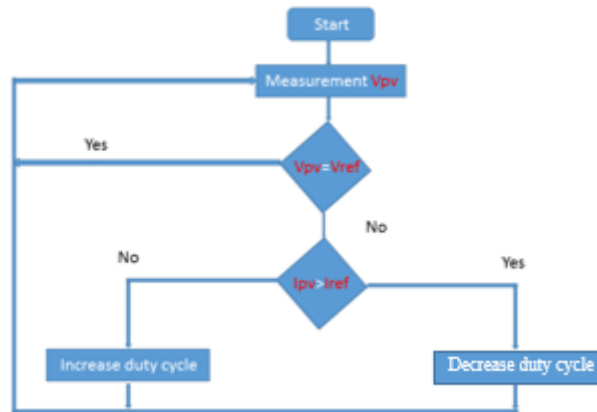 Start
Measurement Vpv
Yes
Vpv=Vref
No
No
Ipv>Iref
Yes
Increase duty cycle
Decrease duty cycle